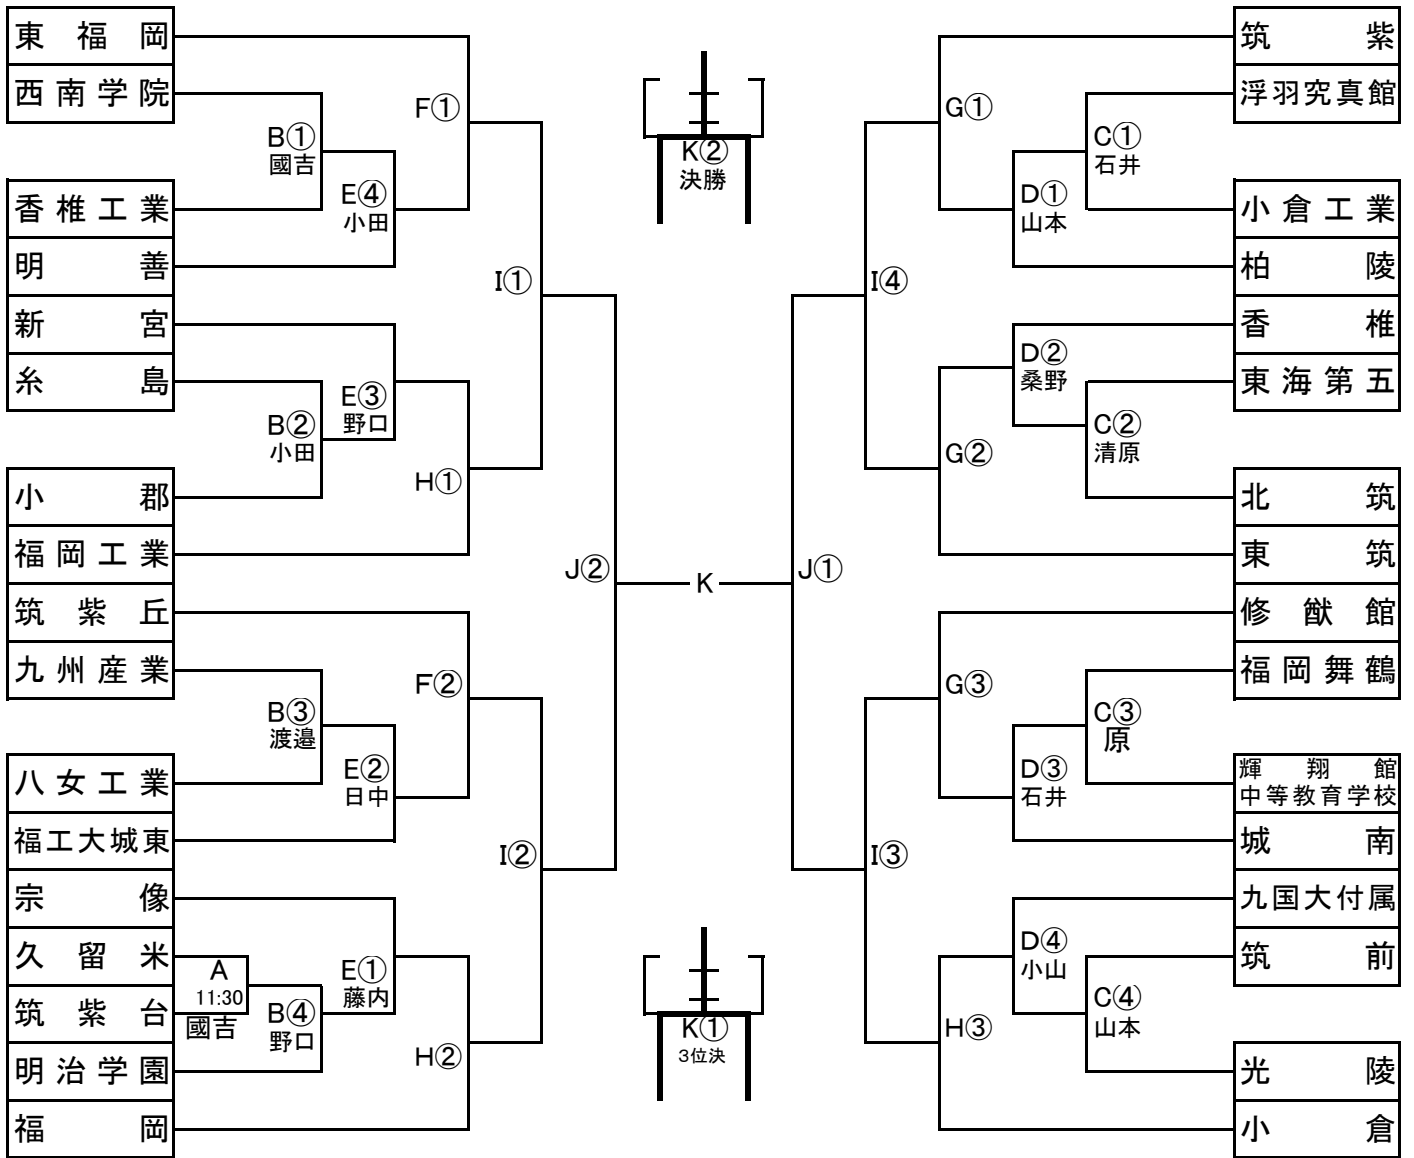 東福岡
西南学院
香椎工業
明善
新宮
糸島
小郡
福岡工業
筑紫丘
九州産業
八女工業
福工大城東
宗像
久留米
筑紫台
明治学園
福岡
A
11:30
國吉
B①
國吉
B②
小田
B③
渡邉
B④
野口
E④
小田
E③
野口
E②
日中
E①
藤内
F①
H①
F②
H②
I①
I②
J②
K②
決勝
K
K①
3位決
J①
I④
I③
G①
G②
G③
H③
D①
山本
D②
桑野
D③
石井
D④
小山
C①
石井
C②
清原
C③
原
C④
山本
筑紫
浮羽究真館
小倉工業
柏陵
香椎
東海第五
北筑
東筑
修猷館
福岡舞鶴
輝翔館
中等教育学校
城南
九国大付属
筑前
光陵
小倉